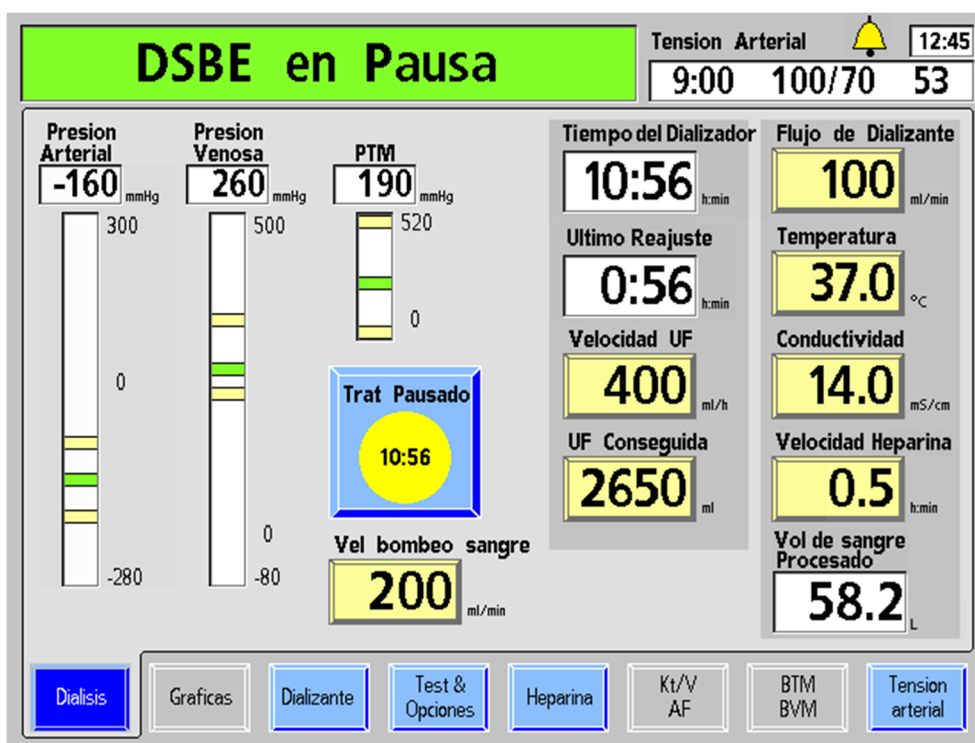 DSBE en Pausa
Tension Arterial
12:45
9:00 100/70 53
Presion
Arterial
-160 mmHg
300
0
-280
Presion
Venosa
260 mmHg
500
0
-80
PTM
190 mmHg
520
0
Trat Pausado
10:56
Vel bombeo sangre
200 ml/min
Tiempo del Dializador
10:56 h:min
Ultimo Reajuste
0:56 h:min
Velocidad UF
400 ml/h
UF Conseguida
2650 ml
Flujo de Dializante
100 ml/min
Temperatura
37.0 °C
Conductividad
14.0 mS/cm
Velocidad Heparina
0.5 h:min
Vol de sangre
Procesado
58.2 L
Dialisis
Graficas
Dializante
Test &
Opciones
Heparina
Kt/V
AF
BTM
BVM
Tension
arterial